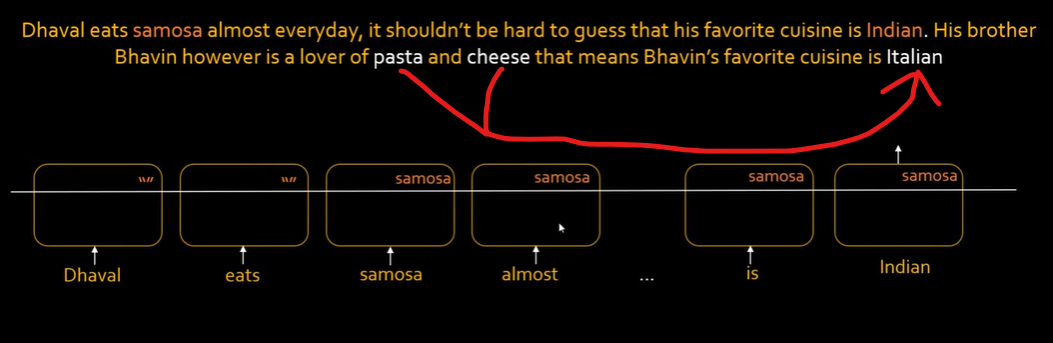 Dhaval eats samosa almost everyday, it shouldn’t be hard to guess that his favorite cuisine is Indian. His brother
Bhavin however is a lover of pasta and cheese that means Bhavin’s favorite cuisine is Italian
"" "" samosa samosa samosa samosa
Dhaval eats samosa almost ... is Indian